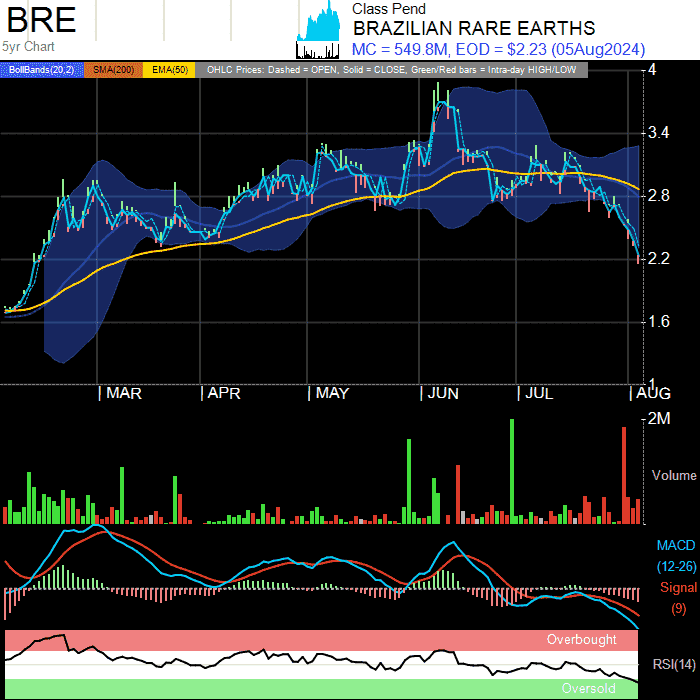 BRE
5yr Chart
Class Pend
BRAZILIAN RARE EARTHS
MC = 549.8M, EOD = $2.23 (05Aug2024)
BollBands(20,2) SMA(200) EMA(50) OHLC Prices: Dashed = OPEN, Solid = CLOSE, Green/Red bars = Intra-day HIGH/LOW
4
3.4
2.8
2.2
1.6
1
| MAR | APR | MAY | JUN | JUL | AUG
2M
Volume
MACD
(12-26)
Signal
(9)
Overbought
RSI(14)
Oversold